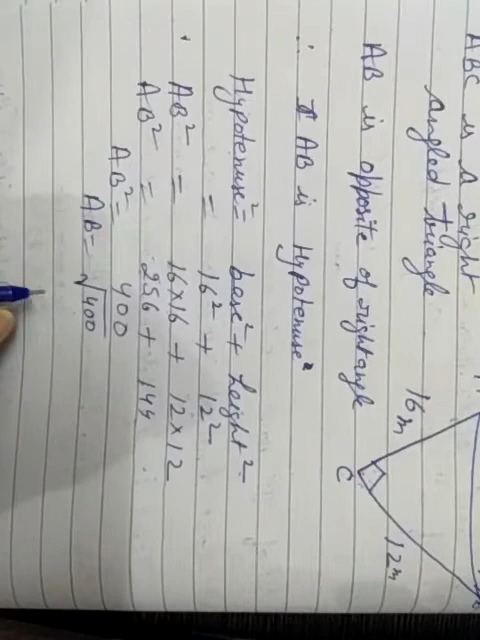 ABC is a right
angled triangle
16m
12m
C
AB is opposite of right angle
∴ AB is Hypotenuse
Hypotenuse² = base² + height²
= 16² + 12²
AB² = 16×16 + 12×12
AB² = 256 + 144
AB² = 400
AB = √400